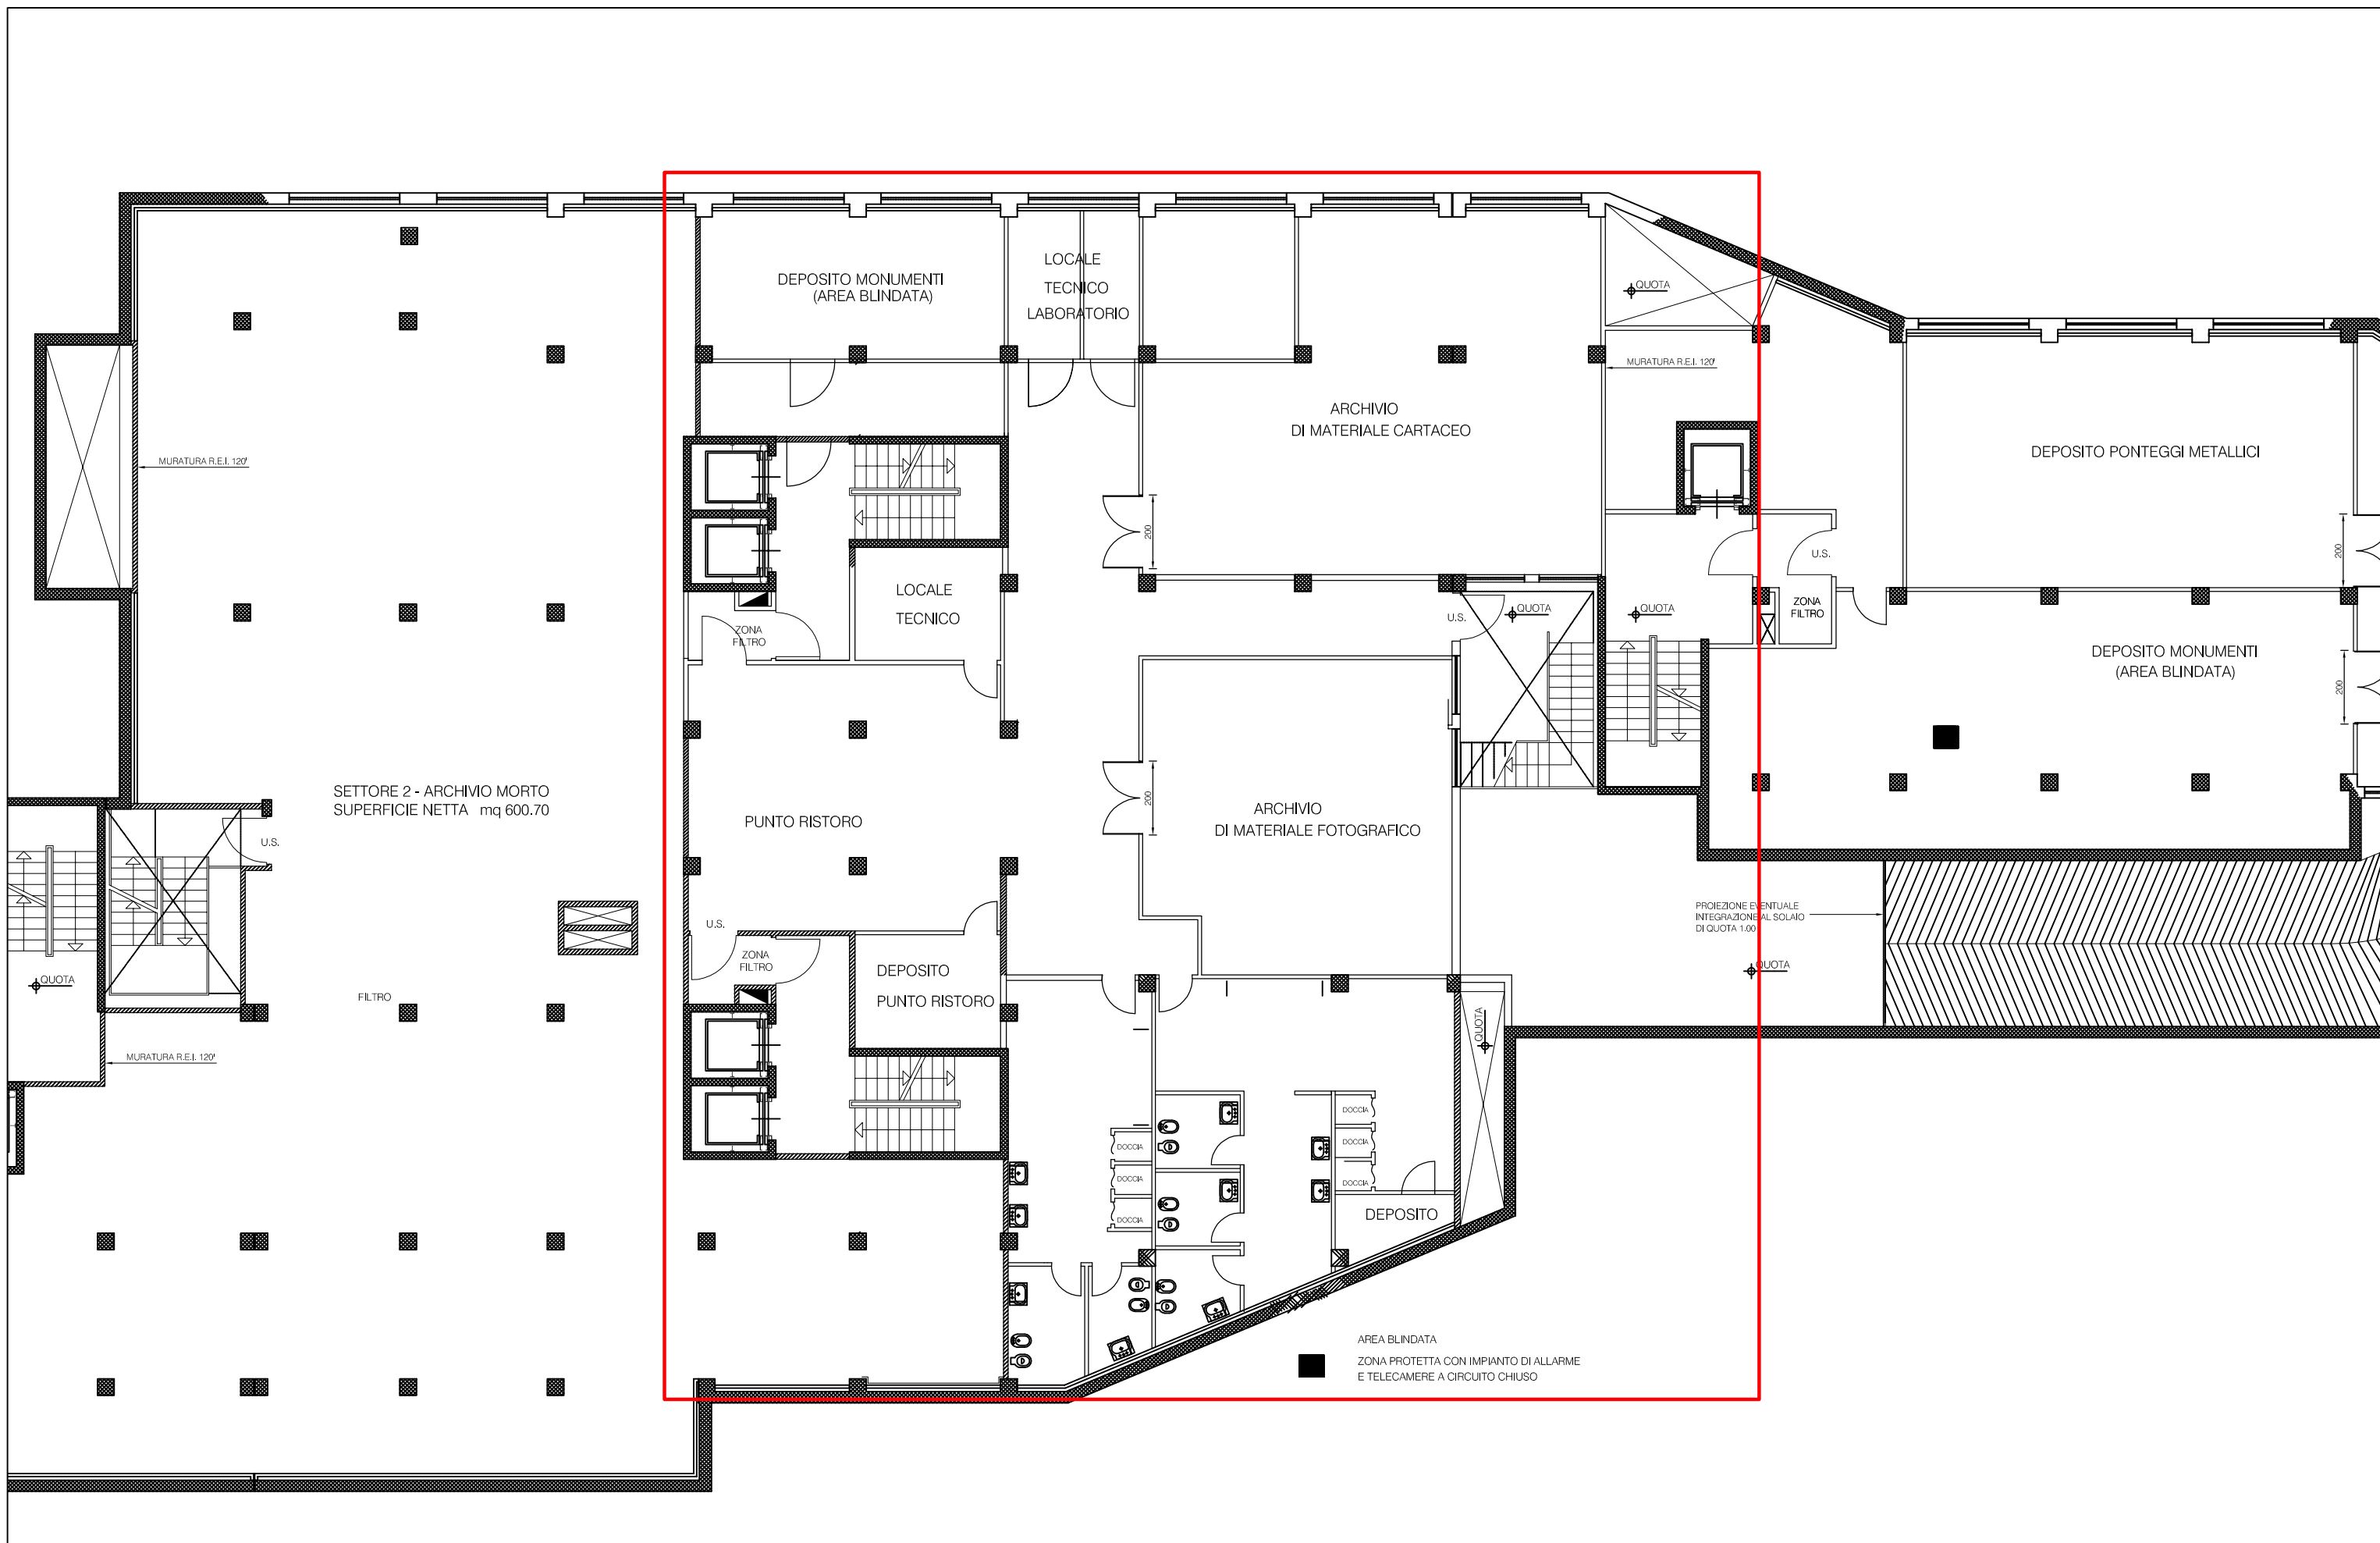 DEPOSITO MONUMENTI
(AREA BLINDATA)
LOCALE
TECNICO
LABORATORIO
QUOTA
MURATURA R.E.I. 120'
ARCHIVIO
DI MATERIALE CARTACEO
DEPOSITO PONTEGGI METALLICI
MURATURA R.E.I. 120'
200
200
U.S.
LOCALE
TECNICO
ZONA
FILTRO
U.S.
QUOTA
QUOTA
ZONA
FILTRO
DEPOSITO MONUMENTI
(AREA BLINDATA)
200
SETTORE 2 - ARCHIVIO MORTO
SUPERFICIE NETTA mq 600.70
PUNTO RISTORO
200
ARCHIVIO
DI MATERIALE FOTOGRAFICO
U.S.
U.S.
PROIEZIONE EVENTUALE
INTEGRAZIONE AL SOLAIO
DI QUOTA 1.00
ZONA
FILTRO
DEPOSITO
PUNTO RISTORO
QUOTA
QUOTA
FILTRO
QUOTA
MURATURA R.E.I. 120'
DOCCIA
DOCCIA
DOCCIA
DOCCIA
DOCCIA
DOCCIA
DEPOSITO
AREA BLINDATA
ZONA PROTETTA CON IMPIANTO DI ALLARME
E TELECAMERE A CIRCUITO CHIUSO